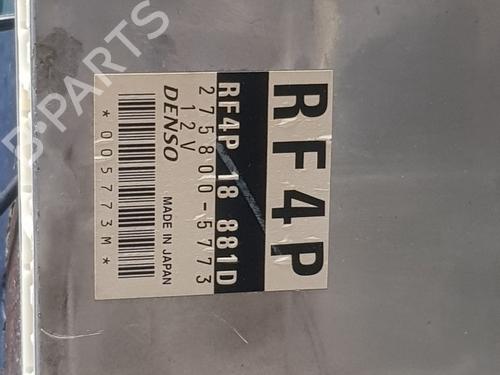 RF4P
RF4P 18 881D
275800-5773
12V
DENSO MADE IN JAPAN
*005773M*
B-PARTS